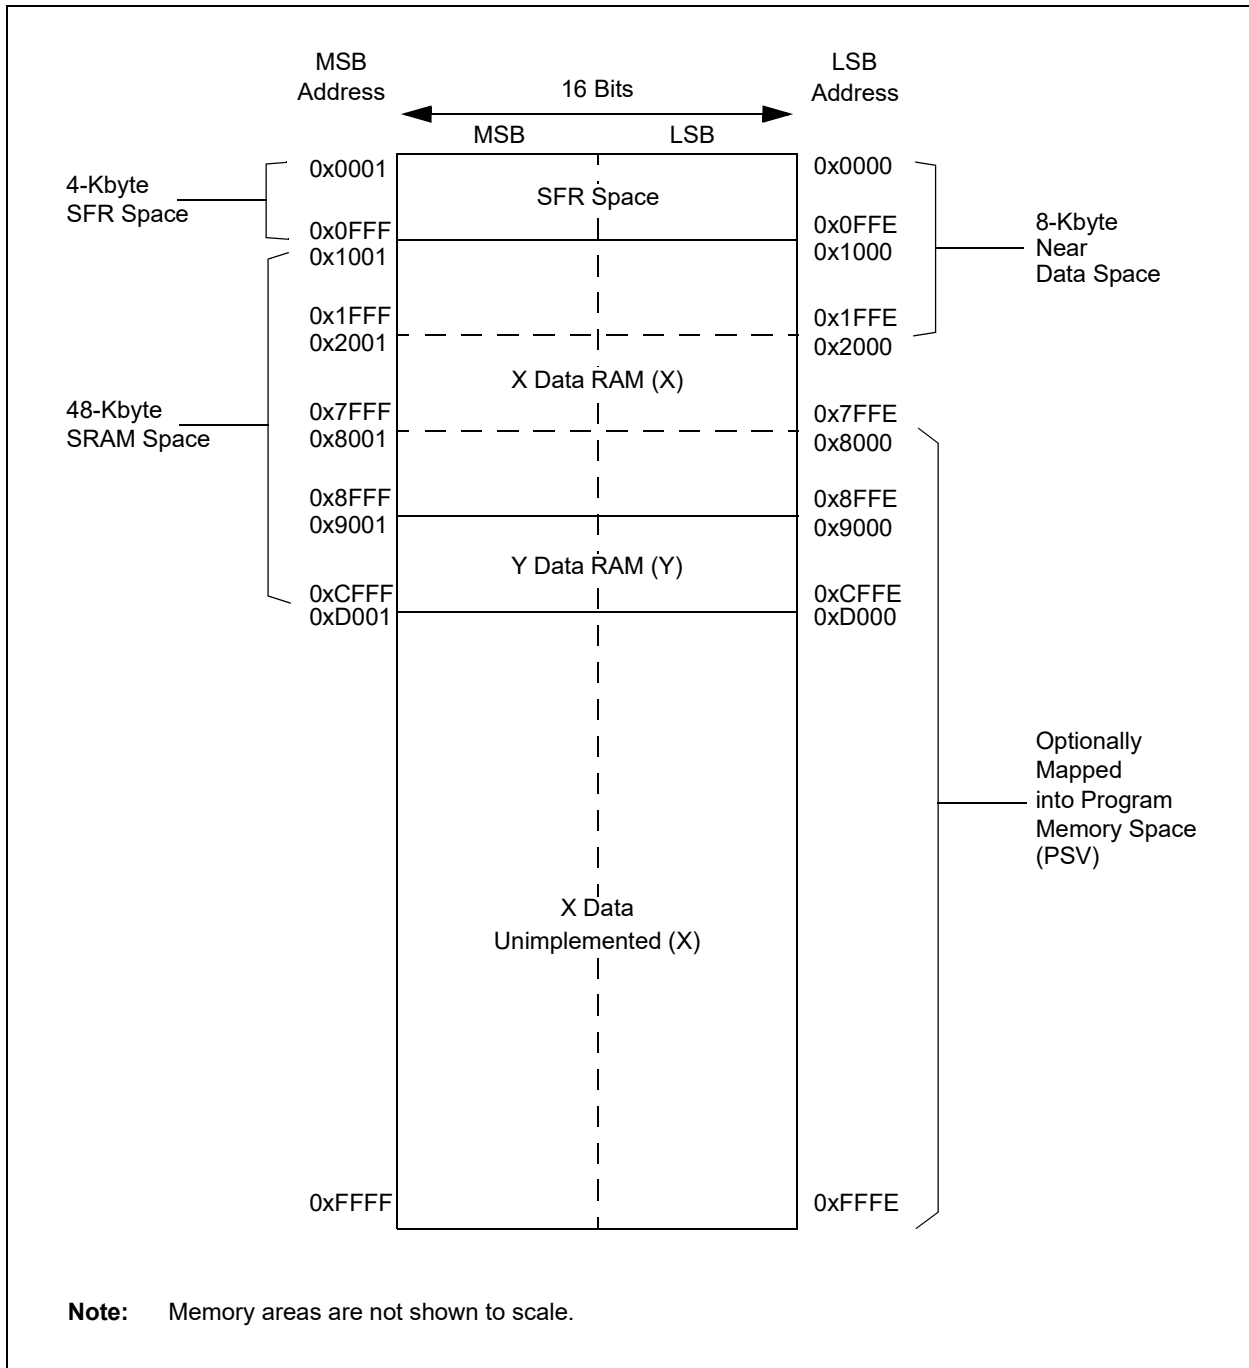 MSB
Address
LSB
Address
16 Bits
MSB
LSB
4-Kbyte
SFR Space
0x0001
0x0FFF
0x1001
0x1FFF
0x2001
48-Kbyte
SRAM Space
0x7FFF
0x8001
0x8FFF
0x9001
0xCFFF
0xD001
0xFFFF
SFR Space
X Data RAM (X)
Y Data RAM (Y)
X Data
Unimplemented (X)
0x0000
0x0FFE
0x1000
0x1FFE
0x2000
0x7FFE
0x8000
0x8FFE
0x9000
0xCFFE
0xD000
0xFFFE
8-Kbyte
Near
Data Space
Optionally
Mapped
into Program
Memory Space
(PSV)
Note: Memory areas are not shown to scale.